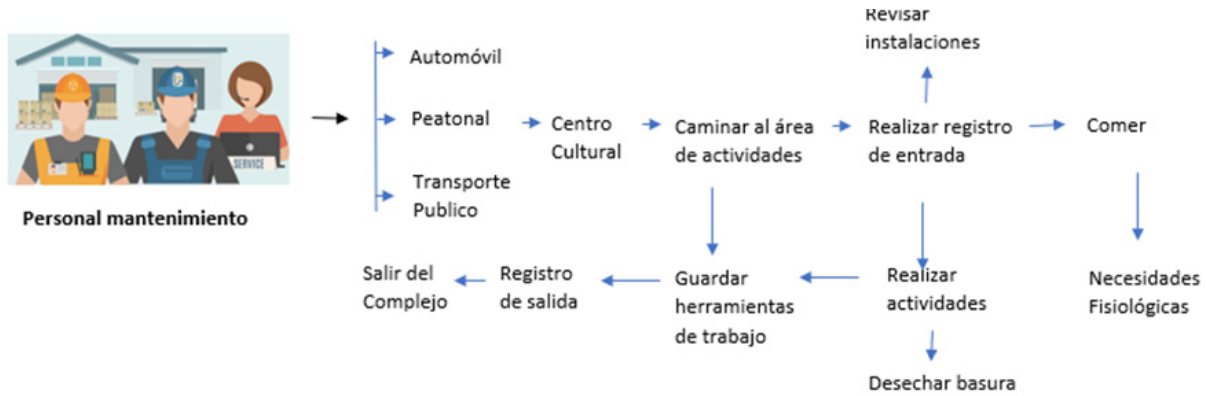 Revisar
instalaciones
Automóvil
Peatonal
Centro
Cultural
Caminar al área
de actividades
Realizar registro
de entrada
Comer
SERVICE
Transporte
Publico
Personal mantenimiento
Salir del
Complejo
Registro
de salida
Guardar
herramientas
de trabajo
Realizar
actividades
Necesidades
Fisiológicas
Desechar basura